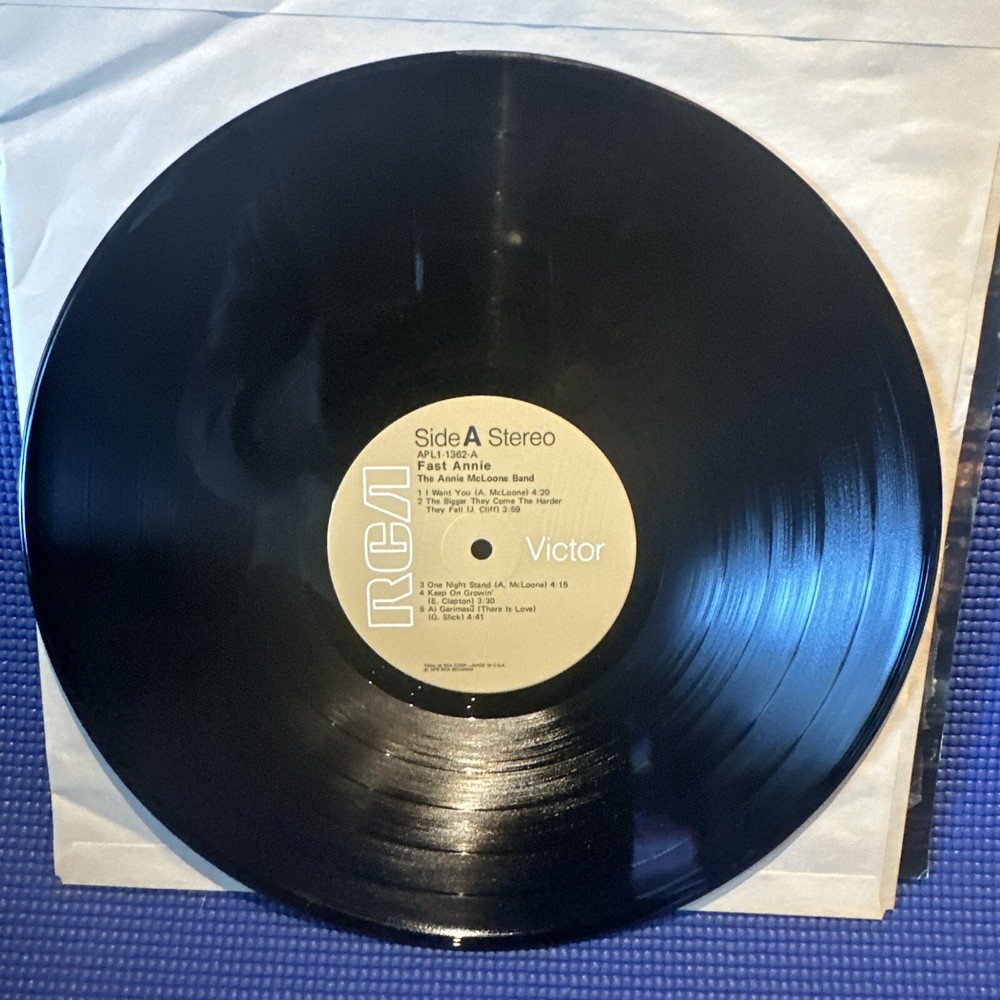 Side A Stereo
APL1-1362-A
Fast Annie
The Annie McLoone Band
1 I Want You (A. McLoone) 4:20
2 The Bigger They Come The Harder
They Fall (J. Cliff) 3:59
RCA
Victor
3 One Night Stand (A. McLoone) 4:15
4 Keep On Growin'
(E. Clapton) 3:30
5 Ai Garimasū (There Is Love)
(G. Slick) 4:41